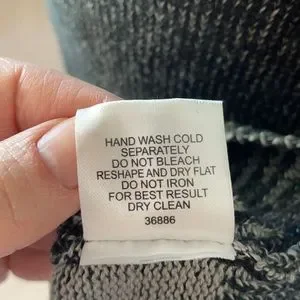 HAND WASH COLD
SEPARATELY
DO NOT BLEACH
RESHAPE AND DRY FLAT
DO NOT IRON
FOR BEST RESULT
DRY CLEAN
36886